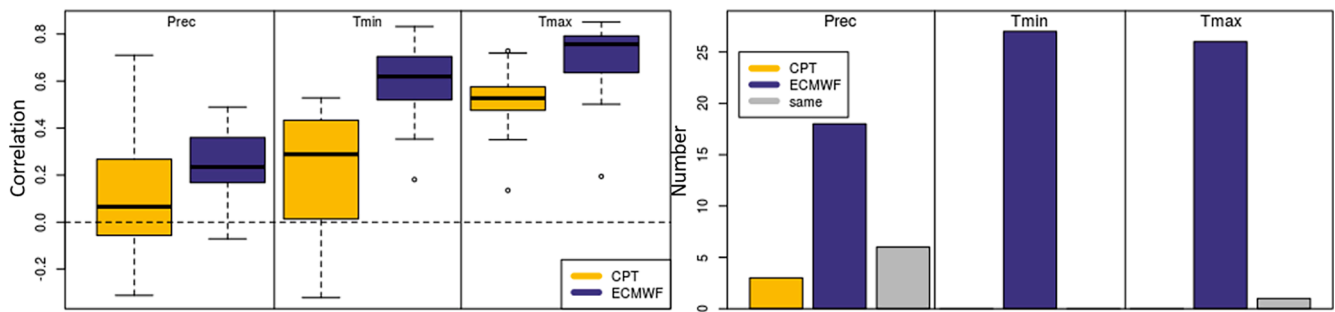 Prec Tmin Tmax
Correlation
0.8
0.6
0.4
0.2
0.0
-0.2
CPT
ECMWF
Prec Tmin Tmax
Number
25
20
15
10
5
0
CPT
ECMWF
same